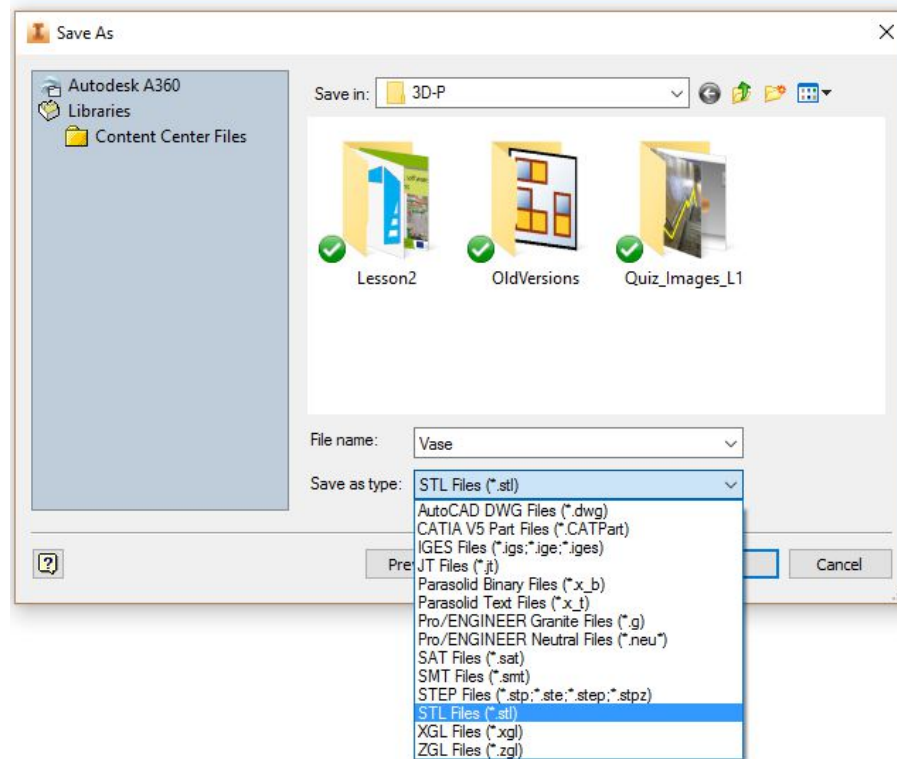 Save As
Autodesk A360
Libraries
Content Center Files
Save in: 3D-P
Lesson2 OldVersions Quiz_Images_L1
File name: Vase
Save as type: STL Files (*.stl)
AutoCAD DWG Files (*.dwg)
CATIA V5 Part Files (*.CATPart)
IGES Files (*.igs;*.ige;*.iges)
JT Files (*.jt)
Parasolid Binary Files (*.x_b)
Parasolid Text Files (*.x_t)
Pro/ENGINEER Granite Files (*.g)
Pro/ENGINEER Neutral Files (*.neu*)
SAT Files (*.sat)
SMT Files (*.smt)
STEP Files (*.stp;*.ste;*.step;*.stpz)
STL Files (*.stl)
XGL Files (*.xgl)
ZGL Files (*.zgl)
Pre
Cancel